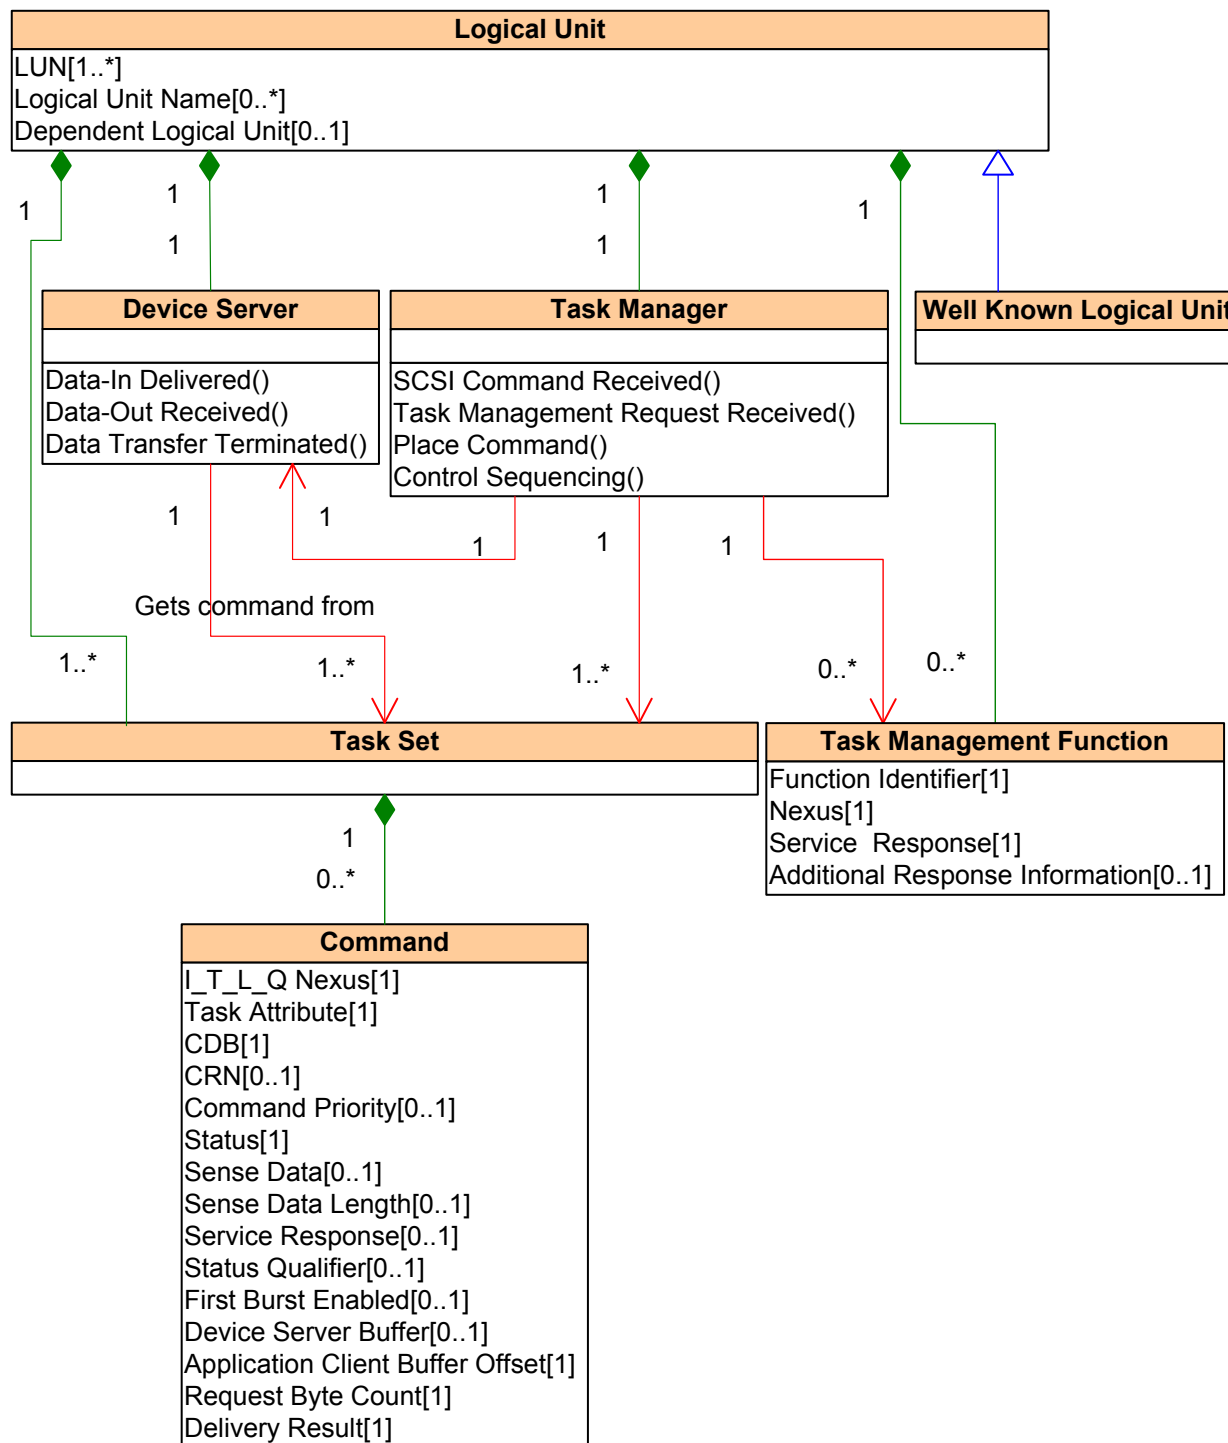 Logical Unit
LUN[1..*]
Logical Unit Name[0..*]
Dependent Logical Unit[0..1]
1
1
1
1
1
1
Device Server
Data-In Delivered()
Data-Out Received()
Data Transfer Terminated()
Task Manager
SCSI Command Received()
Task Management Request Received()
Place Command()
Control Sequencing()
Well Known Logical Unit
1
1
1
1
1
Gets command from
1..*
1..*
1..*
0..*
0..*
Task Set
Task Management Function
Function Identifier[1]
Nexus[1]
Service  Response[1]
Additional Response Information[0..1]
1
0..*
Command
I_T_L_Q Nexus[1]
Task Attribute[1]
CDB[1]
CRN[0..1]
Command Priority[0..1]
Status[1]
Sense Data[0..1]
Sense Data Length[0..1]
Service Response[0..1]
Status Qualifier[0..1]
First Burst Enabled[0..1]
Device Server Buffer[0..1]
Application Client Buffer Offset[1]
Request Byte Count[1]
Delivery Result[1]